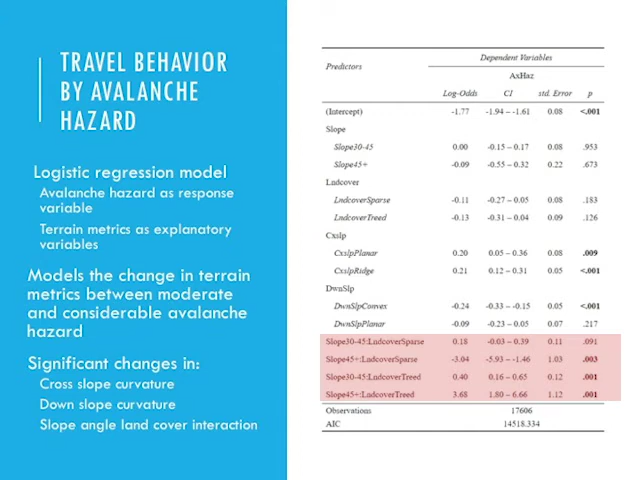 TRAVEL BEHAVIOR
BY AVALANCHE
HAZARD
Logistic regression model
Avalanche hazard as response
variable
Terrain metrics as explanatory
variables
Models the change in terrain
metrics between moderate
and considerable avalanche
hazard
Significant changes in:
Cross slope curvature
Down slope curvature
Slope angle land cover interaction
Dependent Variables
Predictors
AxHaz
Log-Odds CI std. Error p
(Intercept) -1.77 -1.94 – -1.61 0.08 <.001
Slope
Slope30-45 0.00 -0.15 – 0.17 0.08 .953
Slope45+ -0.09 -0.55 – 0.32 0.22 .673
Lndcover
LndcoverSparse -0.11 -0.27 – 0.05 0.08 .183
LndcoverTreed -0.13 -0.31 – 0.04 0.09 .126
Cxslp
CxslpPlanar 0.20 0.05 – 0.36 0.08 .009
CxslpRidge 0.21 0.12 – 0.31 0.05 <.001
DwnSlp
DwnSlpConvex -0.24 -0.33 – -0.15 0.05 <.001
DwnSlpPlanar -0.09 -0.23 – 0.05 0.07 .217
Slope30-45:LndcoverSparse 0.18 -0.03 – 0.39 0.11 .091
Slope45+:LndcoverSparse -3.04 -5.93 – -1.46 1.03 .003
Slope30-45:LndcoverTreed 0.40 0.16 – 0.65 0.12 .001
Slope45+:LndcoverTreed 3.68 1.80 – 6.66 1.12 .001
Observations 17606
AIC 14518.334